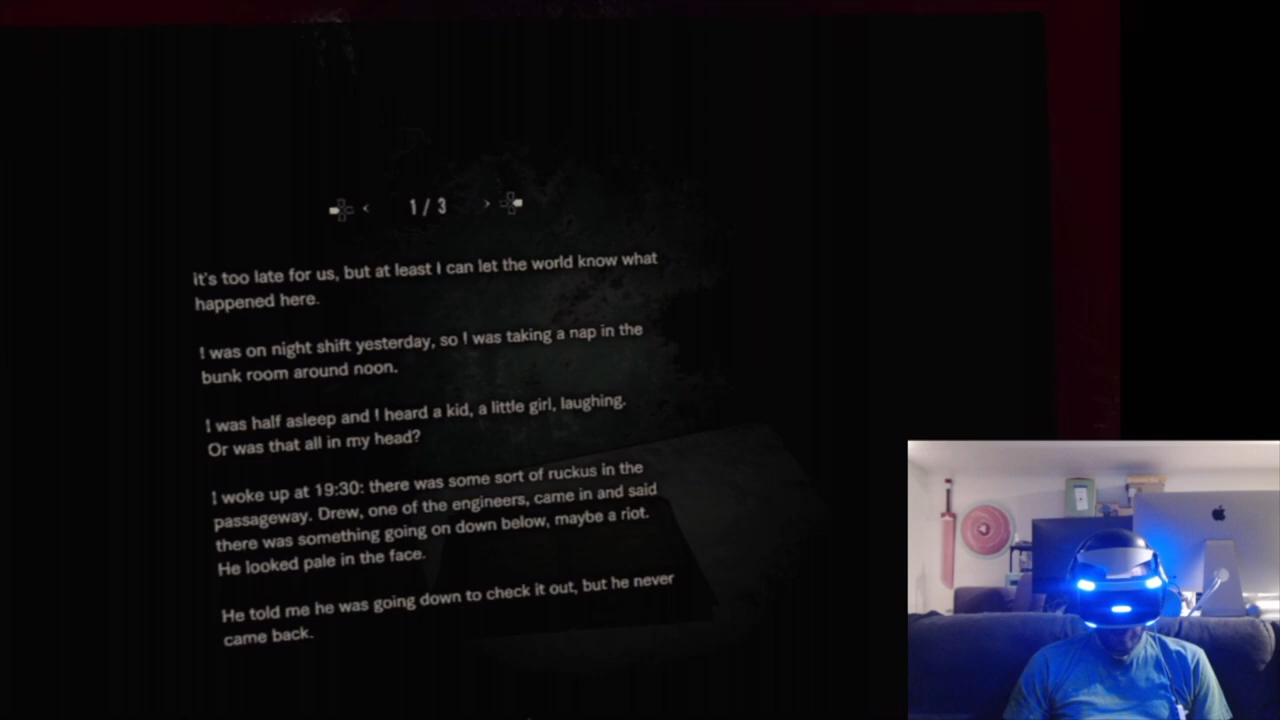 1 / 3
it's too late for us, but at least I can let the world know what
happened here.
I was on night shift yesterday, so I was taking a nap in the
bunk room around noon.
I was half asleep and I heard a kid, a little girl, laughing.
Or was that all in my head?
I woke up at 19:30: there was some sort of ruckus in the
passageway. Drew, one of the engineers, came in and said
there was something going on down below, maybe a riot.
He looked pale in the face.
He told me he was going down to check it out, but he never
came back.